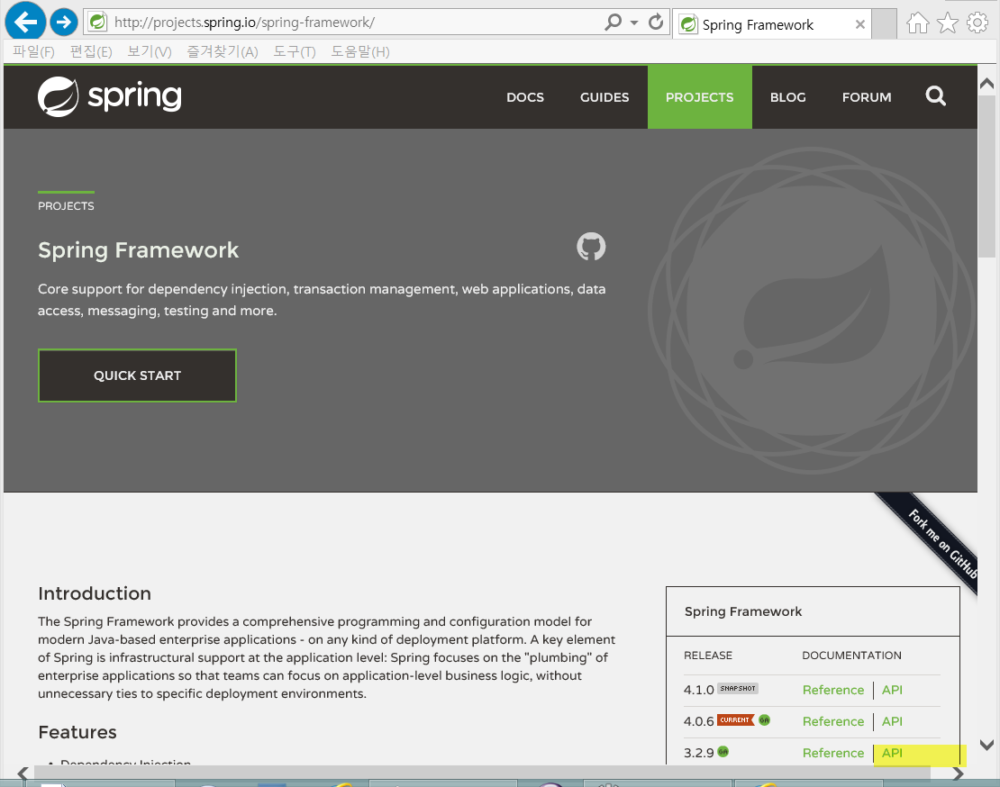 http://projects.spring.io/spring-framework/
Spring Framework
파일(F) 편집(E) 보기(V) 즐겨찾기(A) 도구(T) 도움말(H)
spring
DOCS GUIDES PROJECTS BLOG FORUM
PROJECTS
Spring Framework
Core support for dependency injection, transaction management, web applications, data
access, messaging, testing and more.
QUICK START
Fork me on GitHub
Introduction
The Spring Framework provides a comprehensive programming and configuration model for
modern Java-based enterprise applications - on any kind of deployment platform. A key element
of Spring is infrastructural support at the application level: Spring focuses on the "plumbing" of
enterprise applications so that teams can focus on application-level business logic, without
unnecessary ties to specific deployment environments.
Features
• Dependency Injection
Spring Framework
RELEASE DOCUMENTATION
4.1.0 SNAPSHOT Reference API
4.0.6 CURRENT GA Reference API
3.2.9 GA Reference API